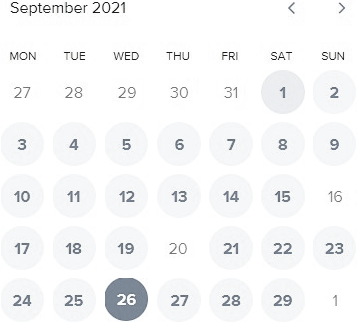 September 2021
MON TUE WED THU FRI SAT SUN
27 28 29 30 31 1 2
3 4 5 6 7 8 9
10 11 12 13 14 15 16
17 18 19 20 21 22 23
24 25 26 27 28 29 1